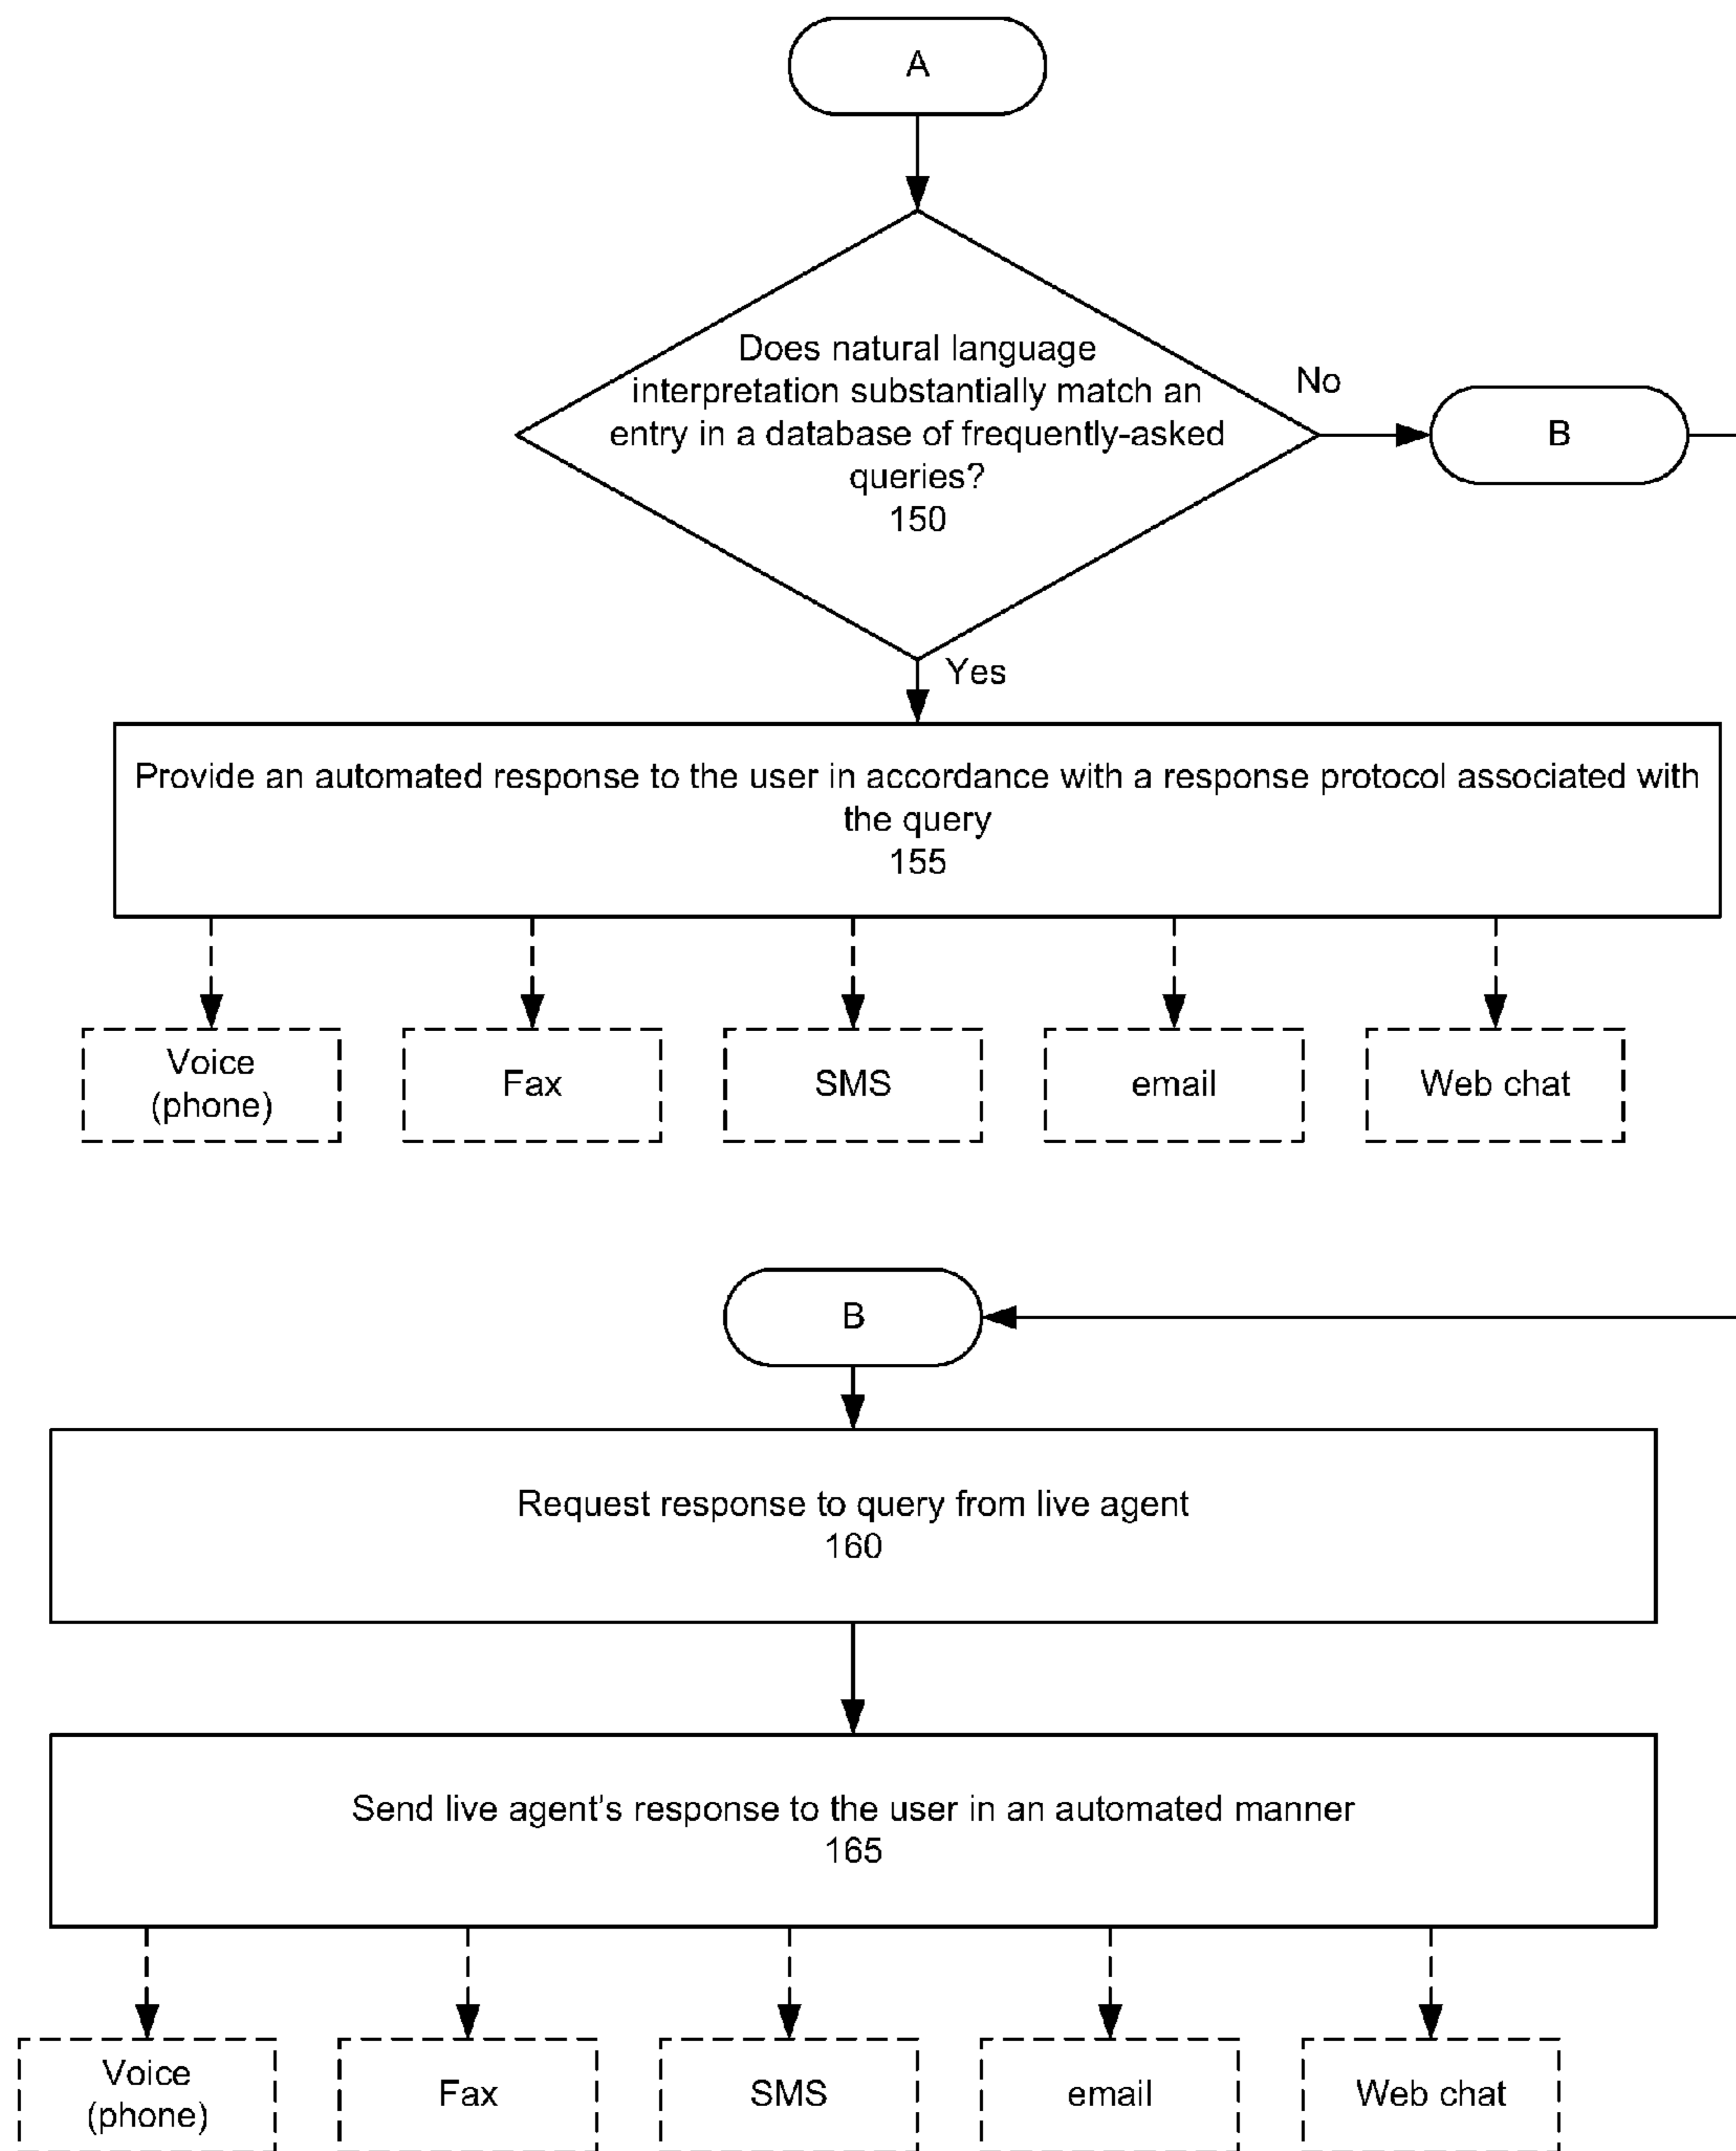 A
Does natural language
interpretation substantially match an
entry in a database of frequently-asked
queries?
150
No
B
Yes
Provide an automated response to the user in accordance with a response protocol associated with
the query
155
Voice
(phone)
Fax
SMS
email
Web chat
B
Request response to query from live agent
160
Send live agent's response to the user in an automated manner
165
Voice
(phone)
Fax
SMS
email
Web chat